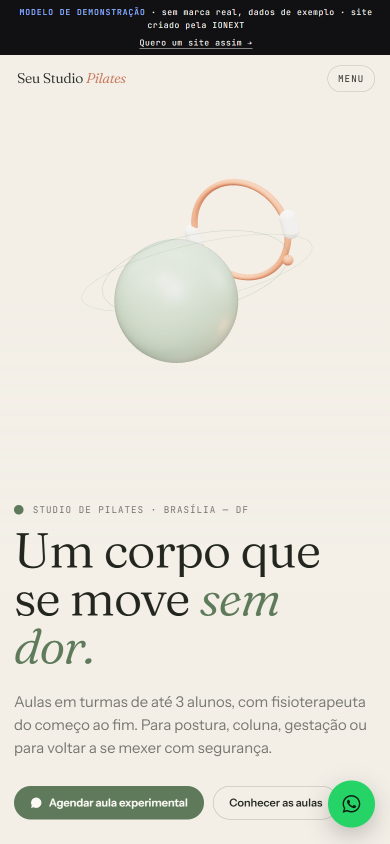 MODELO DE DEMONSTRAÇÃO · sem marca real, dados de exemplo · site
criado pela IONEXT
Quero um site assim →
Seu Studio Pilates
MENU
STUDIO DE PILATES · BRASÍLIA — DF
Um corpo que
se move sem
dor.
Aulas em turmas de até 3 alunos, com fisioterapeuta
do começo ao fim. Para postura, coluna, gestação ou
para voltar a se mexer com segurança.
Agendar aula experimental
Conhecer as aulas